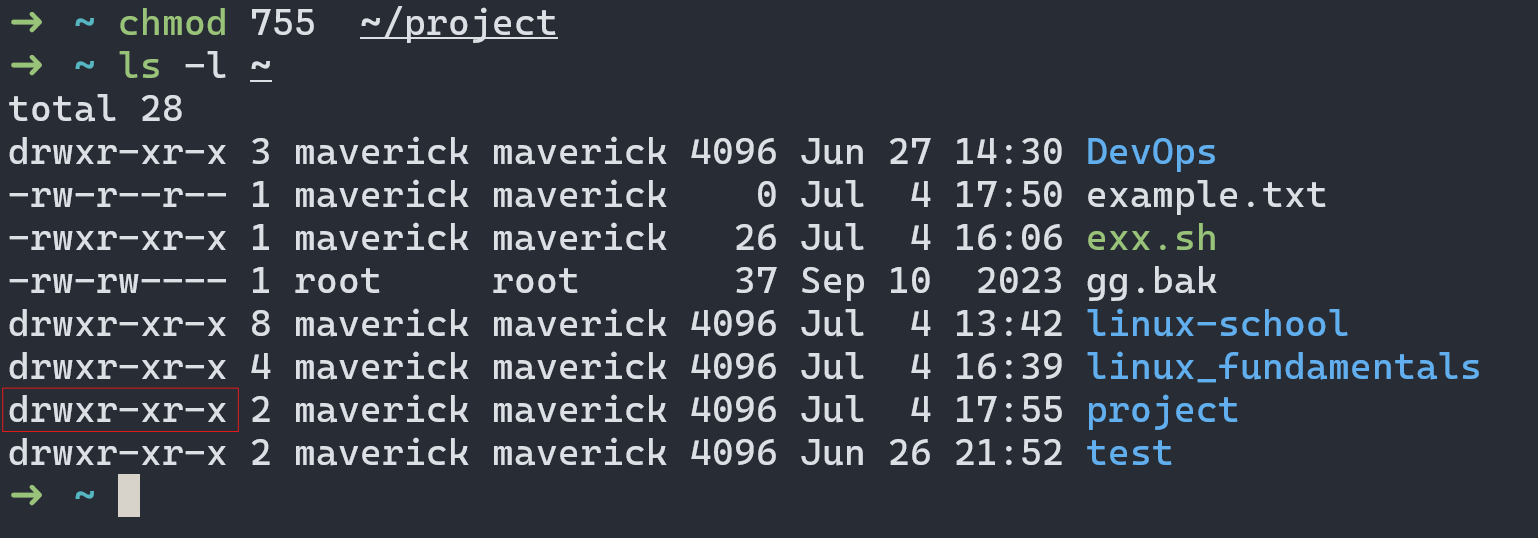 ➜  ~ chmod 755  ~/project
➜  ~ ls -l ~
total 28
drwxr-xr-x 3 maverick maverick 4096 Jun 27 14:30 DevOps
-rw-r--r-- 1 maverick maverick    0 Jul  4 17:50 example.txt
-rwxr-xr-x 1 maverick maverick   26 Jul  4 16:06 exx.sh
-rw-rw---- 1 root     root       37 Sep 10  2023 gg.bak
drwxr-xr-x 8 maverick maverick 4096 Jul  4 13:42 linux-school
drwxr-xr-x 4 maverick maverick 4096 Jul  4 16:39 linux_fundamentals
drwxr-xr-x 2 maverick maverick 4096 Jul  4 17:55 project
drwxr-xr-x 2 maverick maverick 4096 Jun 26 21:52 test
➜  ~